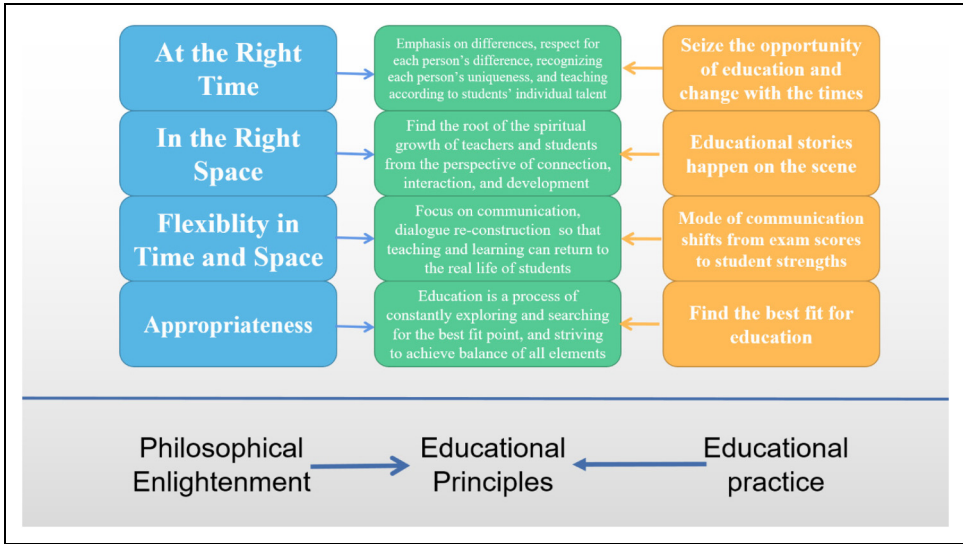 At the Right
Time
Emphasis on differences, respect for
each person's difference, recognizing
each person's uniqueness, and teaching
according to students' individual talent
Seize the opportunity
of education and
change with the times
In the Right
Space
Find the root of the spiritual
growth of teachers and students
from the perspective of connection,
interaction, and development
Educational stories
happen on the scene
Flexiblity in
Time and Space
Focus on communication,
dialogue re-construction so that
teaching and learning can return to
the real life of students
Mode of communication
shifts from exam scores
to student strengths
Appropriateness
Education is a process of
constantly exploring and searching
for the best fit point, and striving
to achieve balance of all elements
Find the best fit for
education
Philosophical
Enlightenment
Educational
Principles
Educational
practice